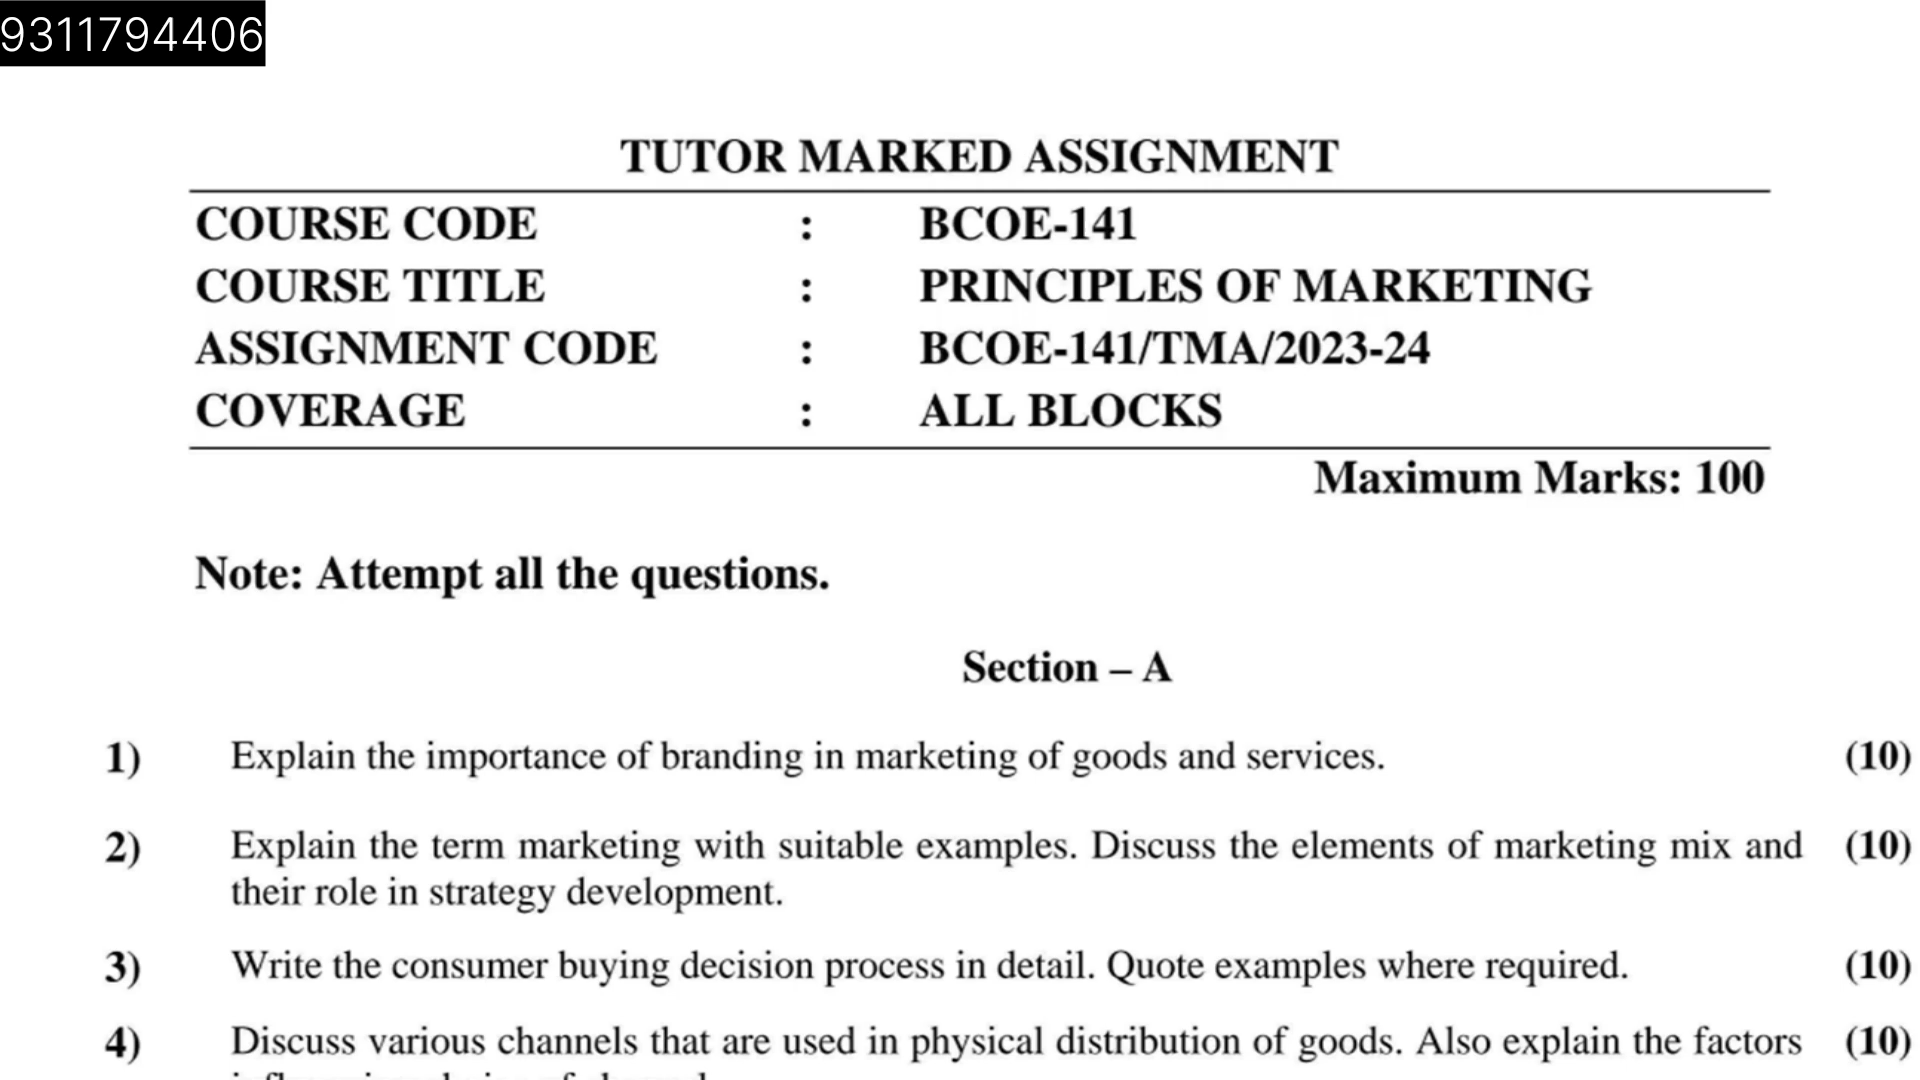 9311794406
TUTOR MARKED ASSIGNMENT
COURSE CODE : BCOE-141
COURSE TITLE : PRINCIPLES OF MARKETING
ASSIGNMENT CODE : BCOE-141/TMA/2023-24
COVERAGE : ALL BLOCKS
Maximum Marks: 100
Note: Attempt all the questions.
Section – A
1) Explain the importance of branding in marketing of goods and services. (10)
2) Explain the term marketing with suitable examples. Discuss the elements of marketing mix and (10)
their role in strategy development.
3) Write the consumer buying decision process in detail. Quote examples where required. (10)
4) Discuss various channels that are used in physical distribution of goods. Also explain the factors (10)